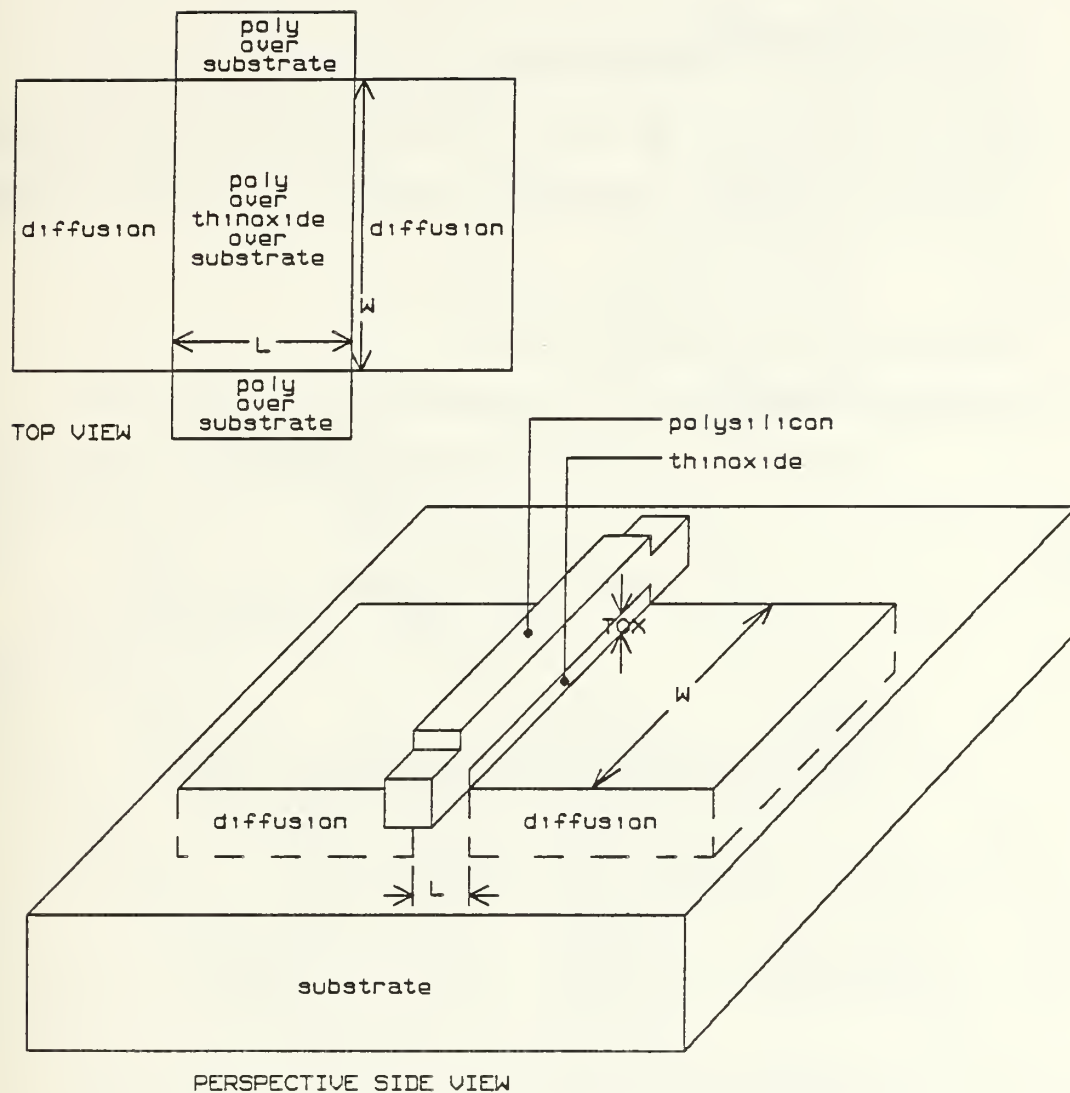 poly
over
substrate
diffusion
poly
over
thinoxide
over
substrate
diffusion
W
L
poly
over
substrate
TOP VIEW
polysilicon
thinoxide
TOX
W
diffusion
diffusion
L
substrate
PERSPECTIVE SIDE VIEW